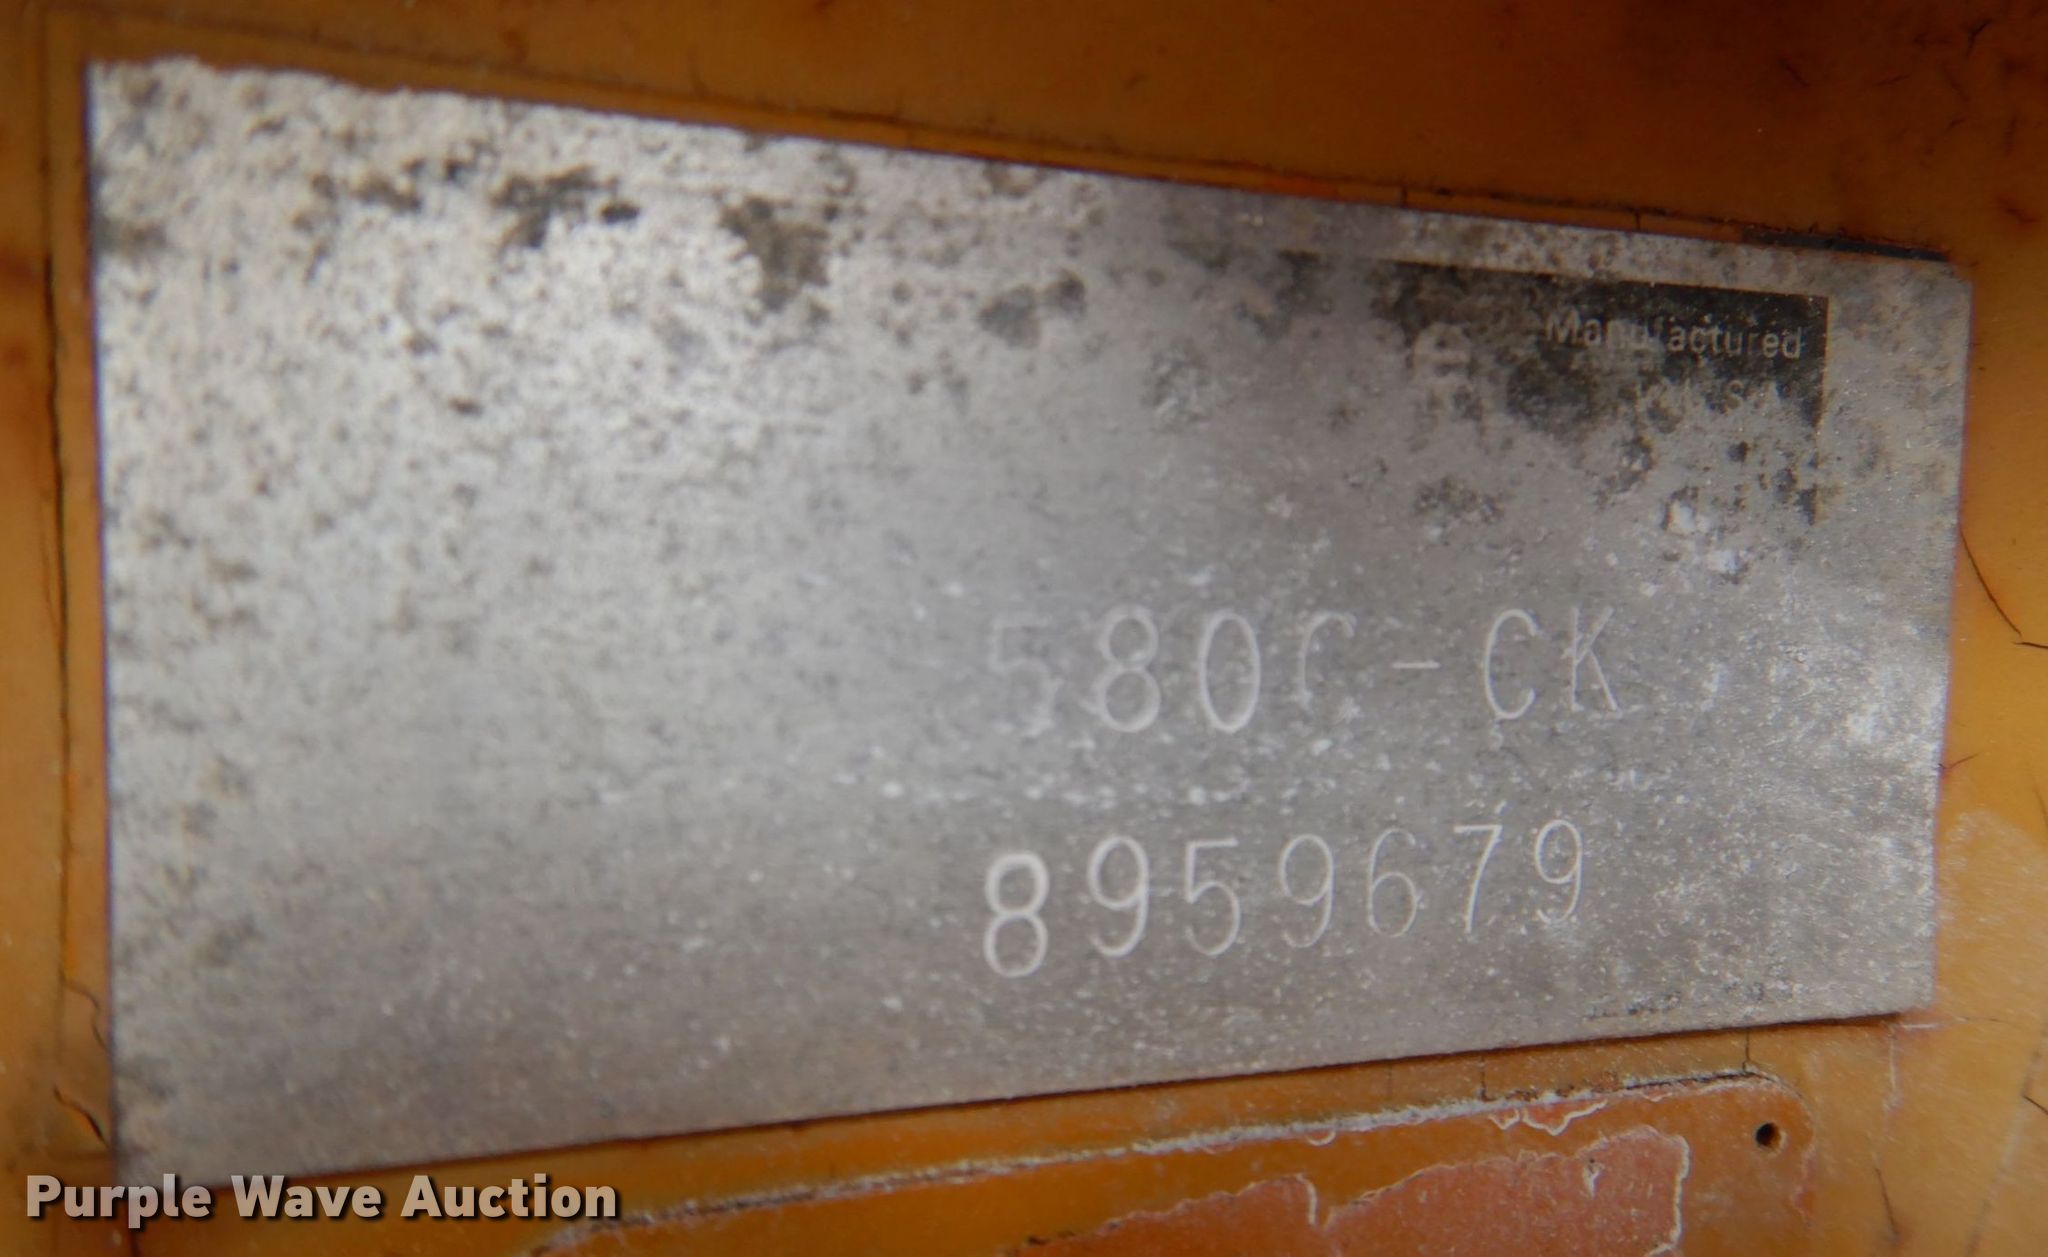 Manufactured
580C-CK
8959679
Purple Wave Auction